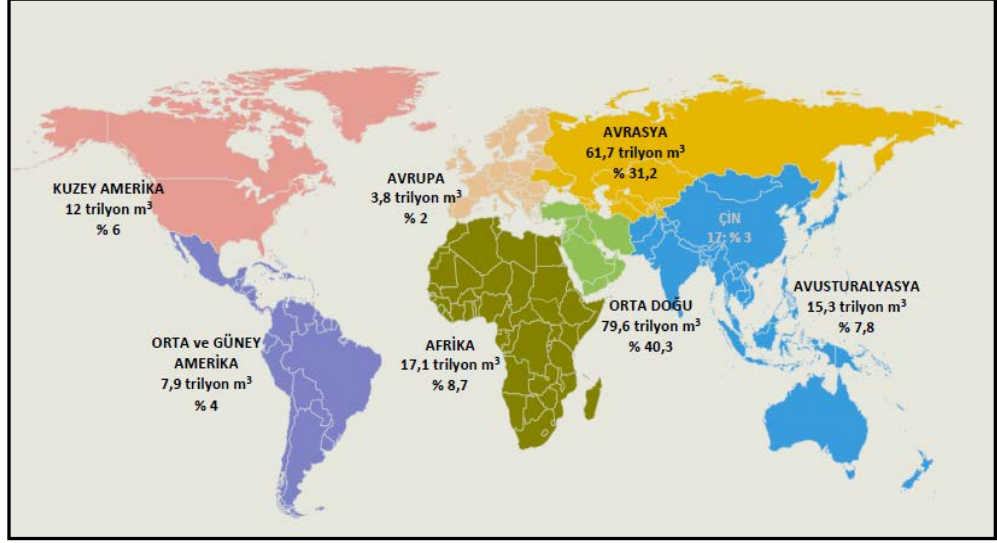 KUZEY AMERİKA
12 trilyon m³
% 6
AVRUPA
3,8 trilyon m³
% 2
AVRASYA
61,7 trilyon m³
% 31,2
ÇİN
17; % 3
ORTA ve GÜNEY
AMERİKA
7,9 trilyon m³
% 4
AFRİKA
17,1 trilyon m³
% 8,7
ORTA DOĞU
79,6 trilyon m³
% 40,3
AVUSTURALYASYA
15,3 trilyon m³
% 7,8